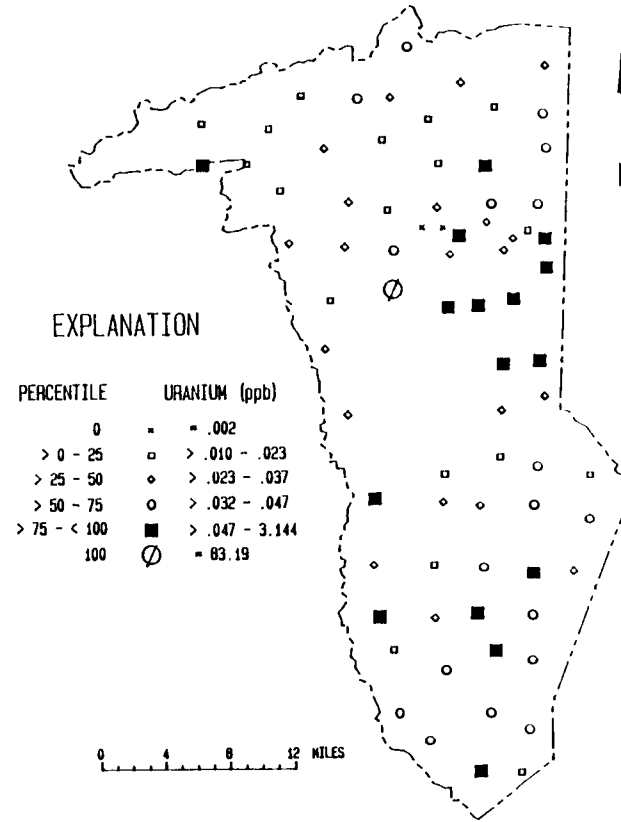 EXPLANATION
PERCENTILE URANIUM (ppb)
0 × = .002
> 0 - 25 □ > .010 - .023
> 25 - 50 ◇ > .023 - .037
> 50 - 75 ○ > .032 - .047
> 75 - < 100 ■ > .047 - 3.144
100 ∅ = 83.19
0 4 8 12 MILES